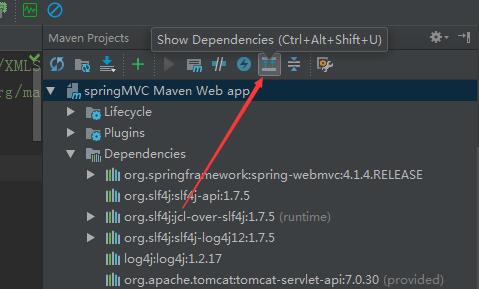 Maven Projects
Show Dependencies (Ctrl+Alt+Shift+U)
/XMLS
rg/ma
springMVC Maven Web app
Lifecycle
Plugins
Dependencies
org.springframework:spring-webmvc:4.1.4.RELEASE
org.slf4j:slf4j-api:1.7.5
org.slf4j:jcl-over-slf4j:1.7.5 (runtime)
org.slf4j:slf4j-log4j12:1.7.5
log4j:log4j:1.2.17
org.apache.tomcat:tomcat-servlet-api:7.0.30 (provided)